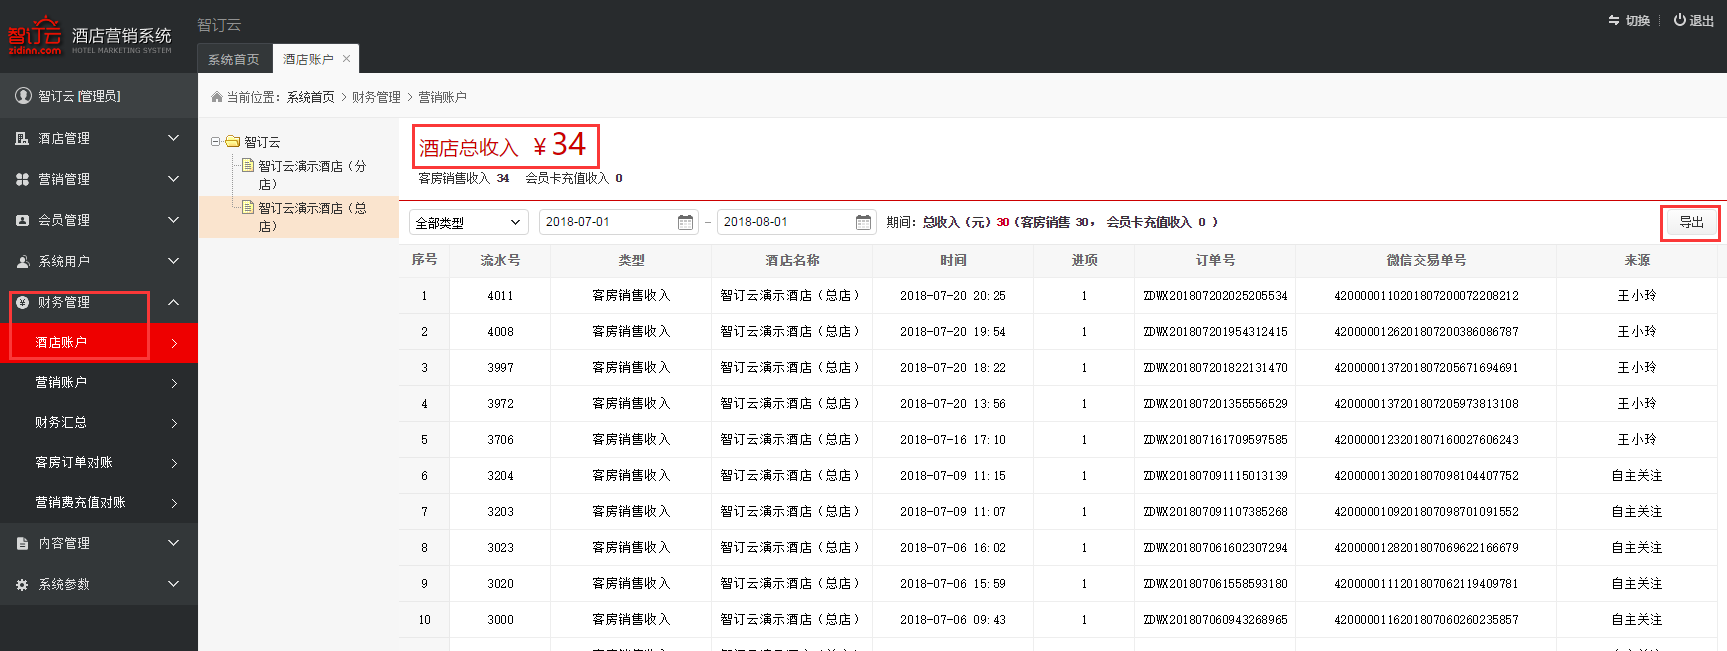 智订云
zidinn.com
酒店营销系统
HOTEL MARKETING SYSTEM
智订云
切换
退出
系统首页
酒店账户 ×
智订云 [管理员]
酒店管理
营销管理
会员管理
系统用户
财务管理
酒店账户
营销账户
财务汇总
客房订单对账
营销费充值对账
内容管理
系统参数
当前位置：系统首页 > 财务管理 > 营销账户
智订云
智订云演示酒店（分
店）
智订云演示酒店（总
店）
酒店总收入 ￥34
客房销售收入 34 会员卡充值收入 0
全部类型 2018-07-01 - 2018-08-01 期间：总收入（元）30（客房销售 30， 会员卡充值收入 0 ） 导出
序号 流水号 类型 酒店名称 时间 进项 订单号 微信交易单号 来源
1 4011 客房销售收入 智订云演示酒店（总店） 2018-07-20 20:25 1 ZDWX201807202025205534 4200000110201807200072208212 王小玲
2 4008 客房销售收入 智订云演示酒店（总店） 2018-07-20 19:54 1 ZDWX201807201954312415 4200000126201807200386086787 王小玲
3 3997 客房销售收入 智订云演示酒店（总店） 2018-07-20 18:22 1 ZDWX201807201822131470 4200000137201807205671694691 王小玲
4 3972 客房销售收入 智订云演示酒店（总店） 2018-07-20 13:56 1 ZDWX201807201355556529 4200000137201807205973813108 王小玲
5 3706 客房销售收入 智订云演示酒店（总店） 2018-07-16 17:10 1 ZDWX201807161709597585 4200000123201807160027606243 王小玲
6 3204 客房销售收入 智订云演示酒店（总店） 2018-07-09 11:15 1 ZDWX201807091115013139 4200000130201807098104407752 自主关注
7 3203 客房销售收入 智订云演示酒店（总店） 2018-07-09 11:07 1 ZDWX201807091107385268 4200000109201807098701091552 自主关注
8 3023 客房销售收入 智订云演示酒店（总店） 2018-07-06 16:02 1 ZDWX201807061602307294 4200000128201807069622166679 自主关注
9 3020 客房销售收入 智订云演示酒店（总店） 2018-07-06 15:59 1 ZDWX201807061558593180 4200000111201807062119409781 自主关注
10 3000 客房销售收入 智订云演示酒店（总店） 2018-07-06 09:43 1 ZDWX201807060943268965 4200000116201807060260235857 自主关注